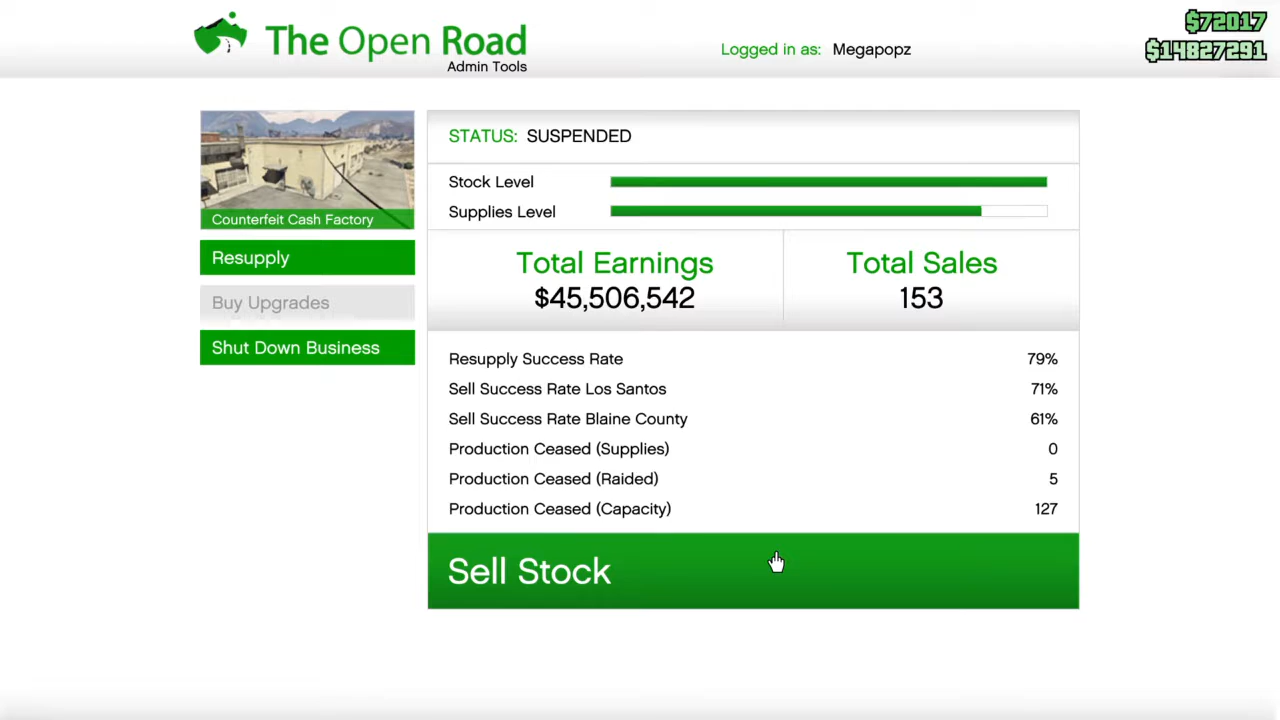 The Open Road
Admin Tools
Logged in as: Megapopz
$72017
$14827291
Counterfeit Cash Factory
Resupply
Buy Upgrades
Shut Down Business
STATUS: SUSPENDED
Stock Level
Supplies Level
Total Earnings
$45,506,542
Total Sales
153
Resupply Success Rate 79%
Sell Success Rate Los Santos 71%
Sell Success Rate Blaine County 61%
Production Ceased (Supplies) 0
Production Ceased (Raided) 5
Production Ceased (Capacity) 127
Sell Stock